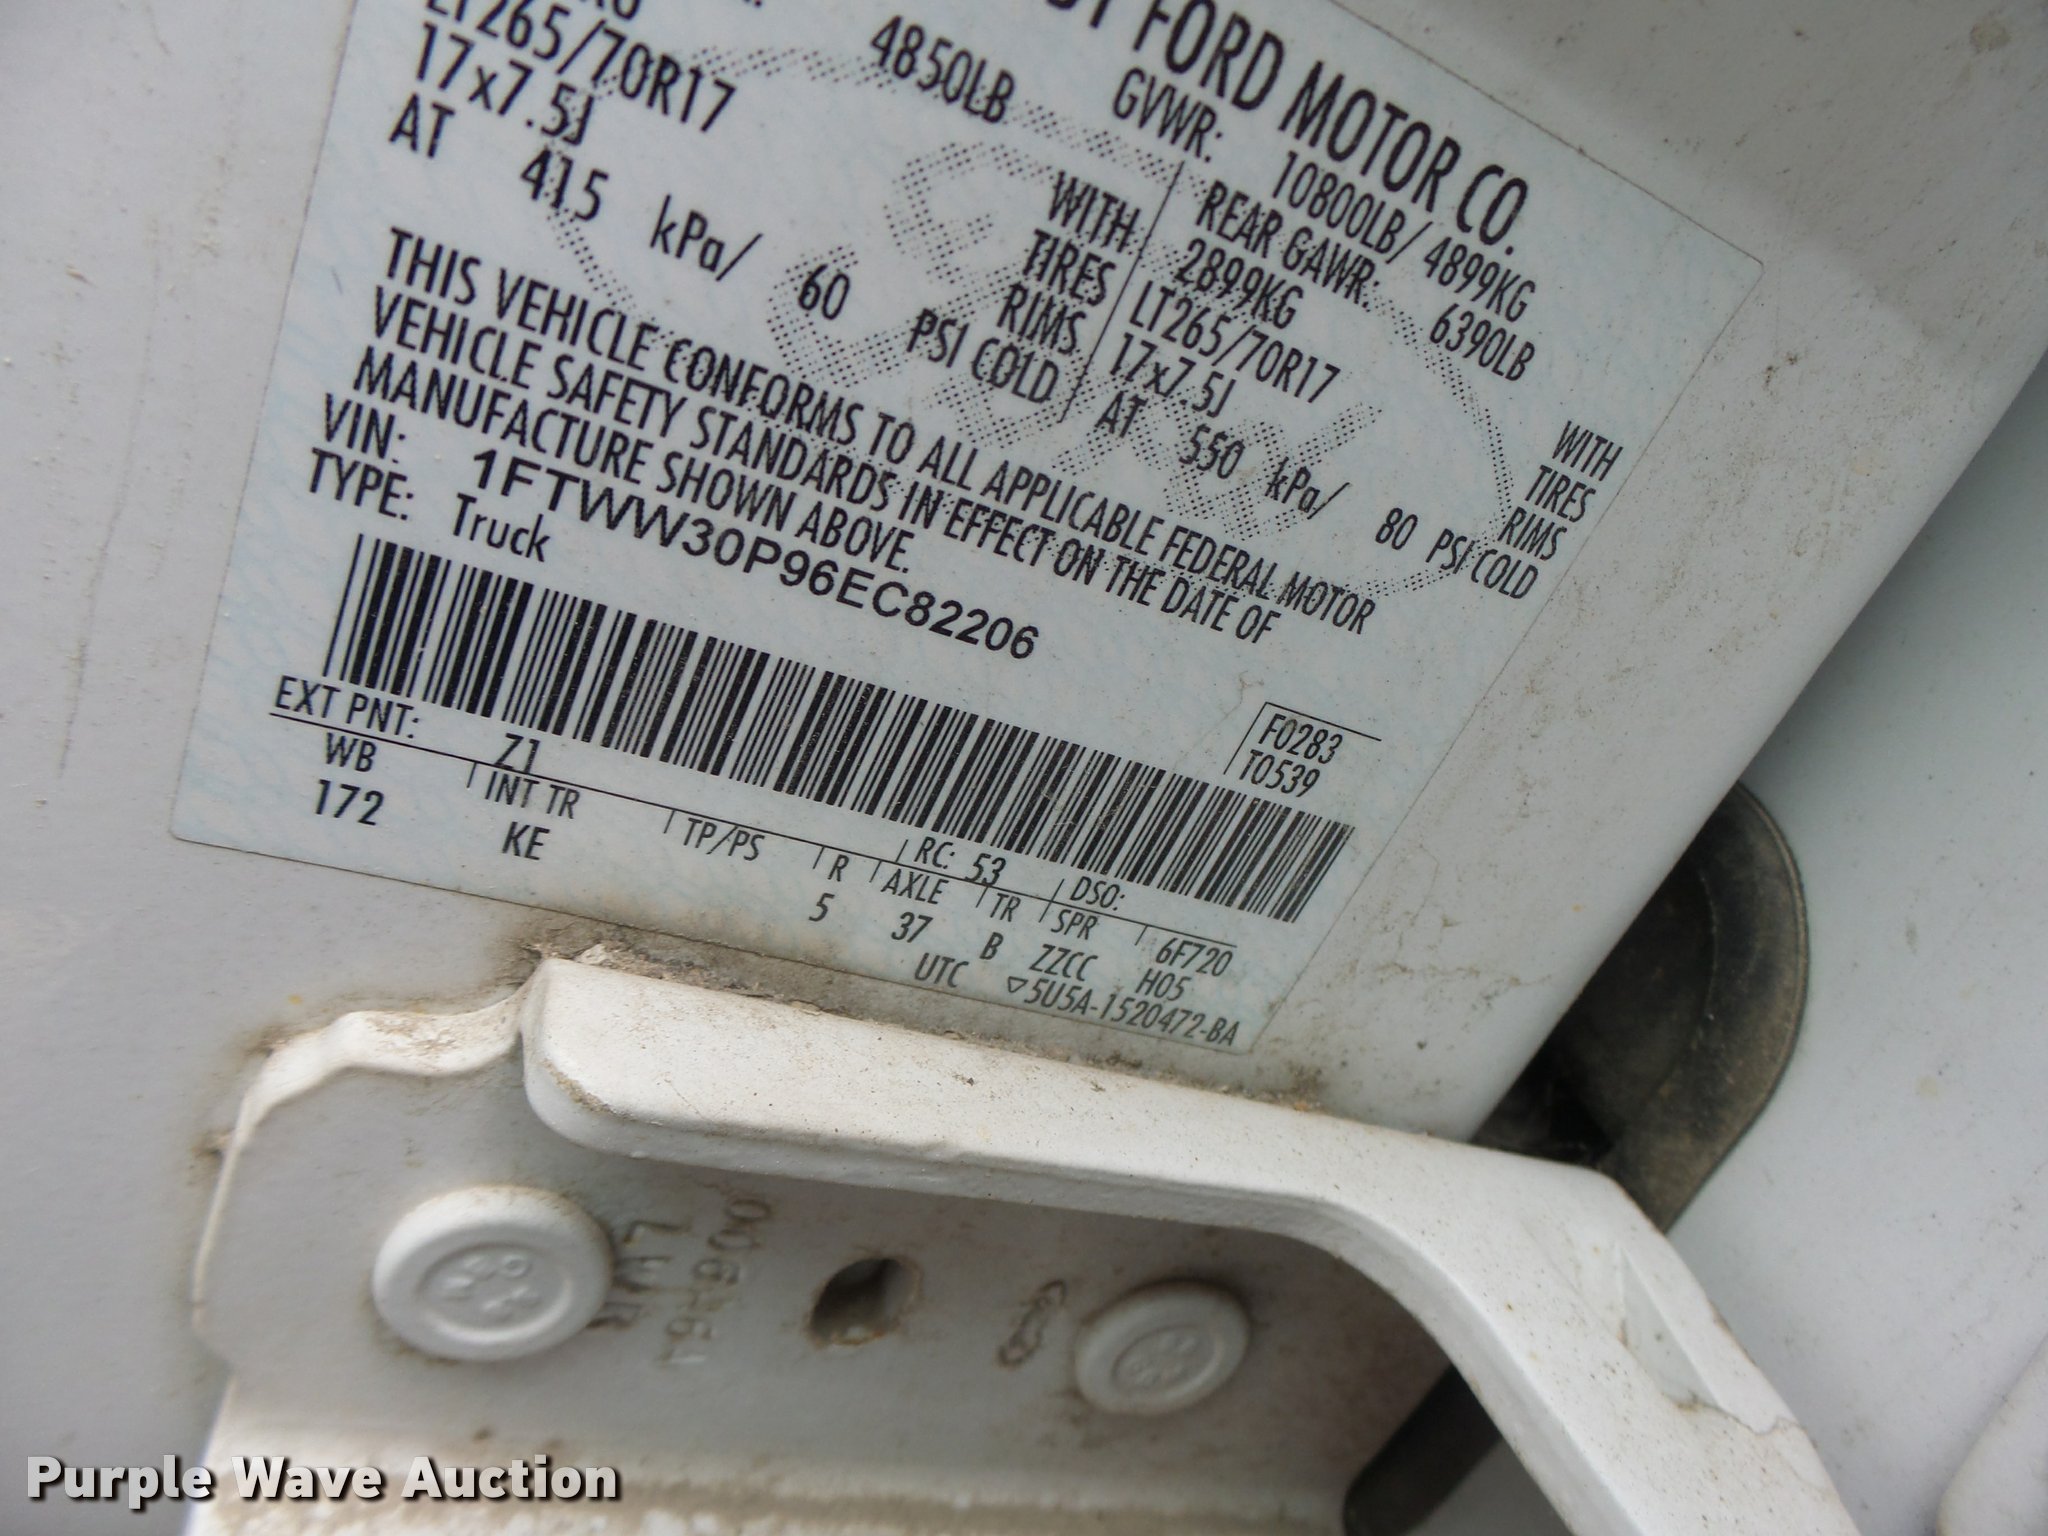 BY FORD MOTOR CO.
GVWR: 10800LB/ 4899KG
4850LB
LT265/70R17
17x7.5J
AT 415 kPa/ 60 PSI COLD
WITH
TIRES
RIMS
REAR GAWR: 6390LB
2899KG
LT265/70R17
17x7.5J
AT 550 kPa/ 80 PSI COLD
WITH
TIRES
RIMS
THIS VEHICLE CONFORMS TO ALL APPLICABLE FEDERAL MOTOR
VEHICLE SAFETY STANDARDS IN EFFECT ON THE DATE OF
MANUFACTURE SHOWN ABOVE.
VIN: 1FTWW30P96EC82206
TYPE: Truck
F0283
T0539
EXT PNT: Z1 RC: 53 DSO:
WB INT TR TP/PS R AXLE TR SPR 6F720
172 KE 5 37 B ZZCC H05
UTC ▽5U5A-1520472-BA
Purple Wave Auction